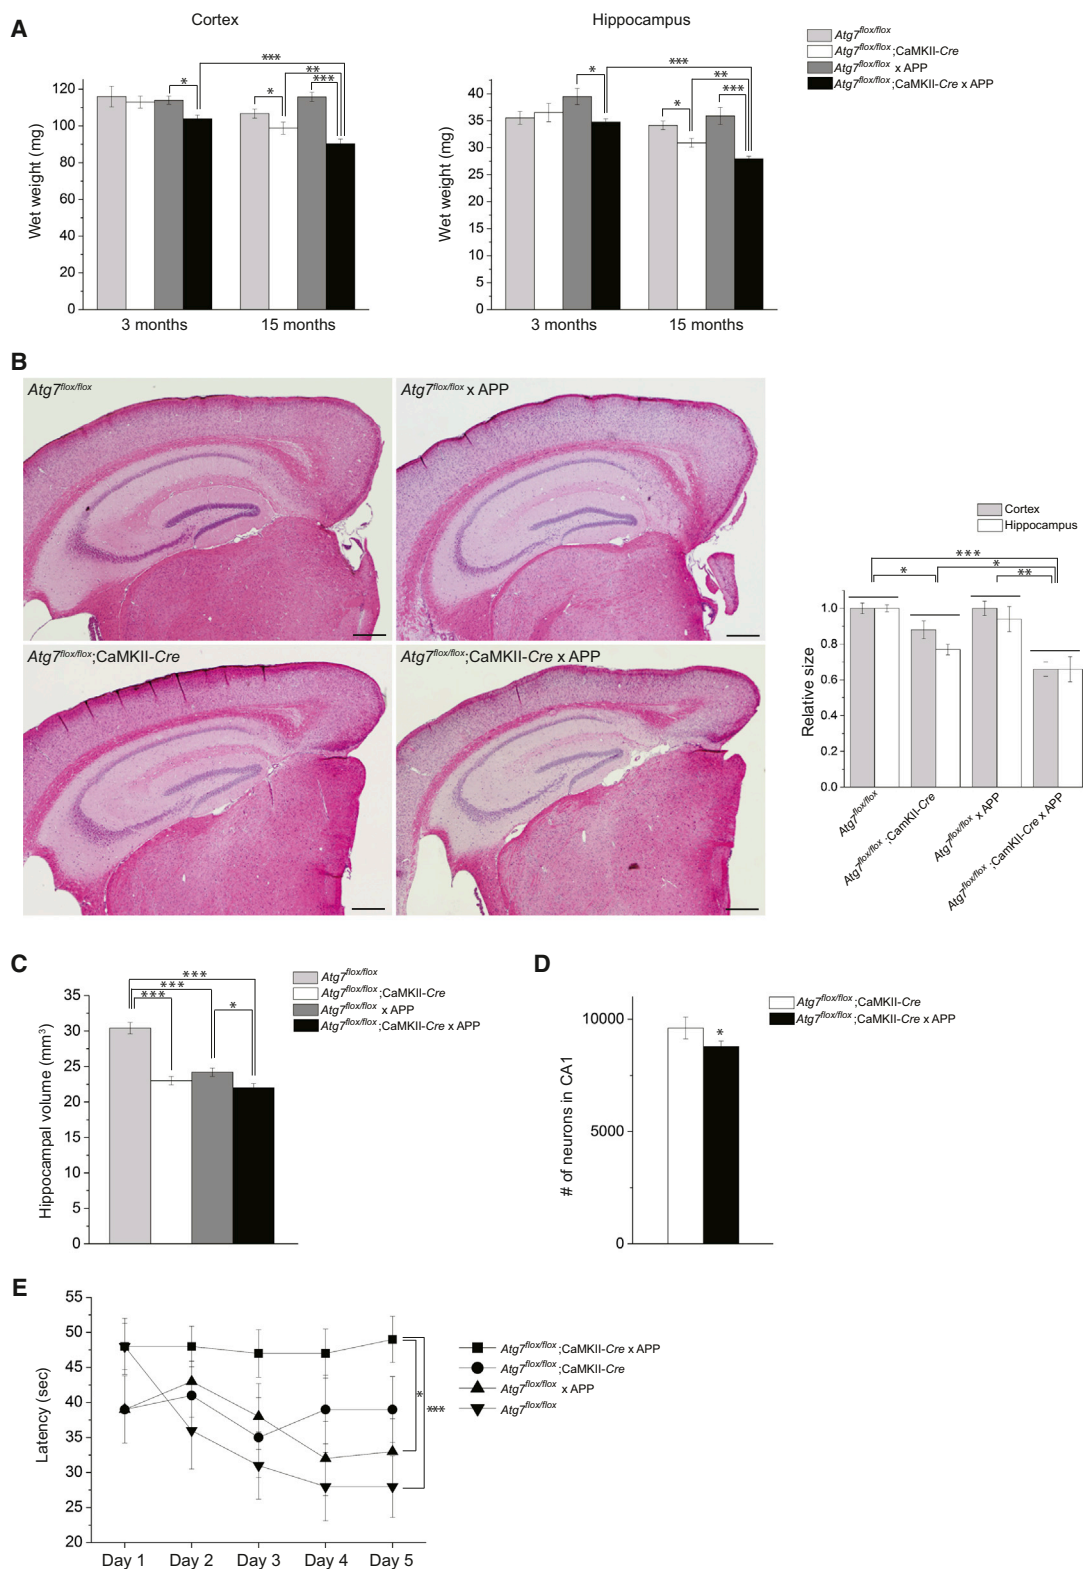 A
Cortex
Hippocampus
Atg7flox/flox
Atg7flox/flox;CaMKII-Cre
Atg7flox/flox x APP
Atg7flox/flox;CaMKII-Cre x APP
Wet weight (mg)
120
100
80
60
40
20
0
* *** * ** ***
3 months
15 months
Wet weight (mg)
40
35
30
25
20
15
10
5
0
* *** * ** ***
3 months
15 months
B
Atg7flox/flox
Atg7flox/flox x APP
Atg7flox/flox;CaMKII-Cre
Atg7flox/flox;CaMKII-Cre x APP
Cortex
Hippocampus
***
*
*
**
Relative size
1.0
0.8
0.6
0.4
0.2
0.0
Atg7flox/flox
Atg7flox/flox ;CamKII-Cre
Atg7flox/flox x APP
Atg7flox/flox ;CamKII-Cre x APP
C
Atg7flox/flox
Atg7flox/flox;CaMKII-Cre
Atg7flox/flox x APP
Atg7flox/flox;CaMKII-Cre x APP
***
***
***
*
Hippocampal volume (mm³)
35
30
25
20
15
10
5
0
D
Atg7flox/flox;CaMKII-Cre
Atg7flox/flox;CaMKII-Cre x APP
# of neurons in CA1
10000
5000
0
*
E
Latency (sec)
55
50
45
40
35
30
25
20
Day 1
Day 2
Day 3
Day 4
Day 5
*
***
Atg7flox/flox;CaMKII-Cre x APP
Atg7flox/flox;CaMKII-Cre
Atg7flox/flox x APP
Atg7flox/flox